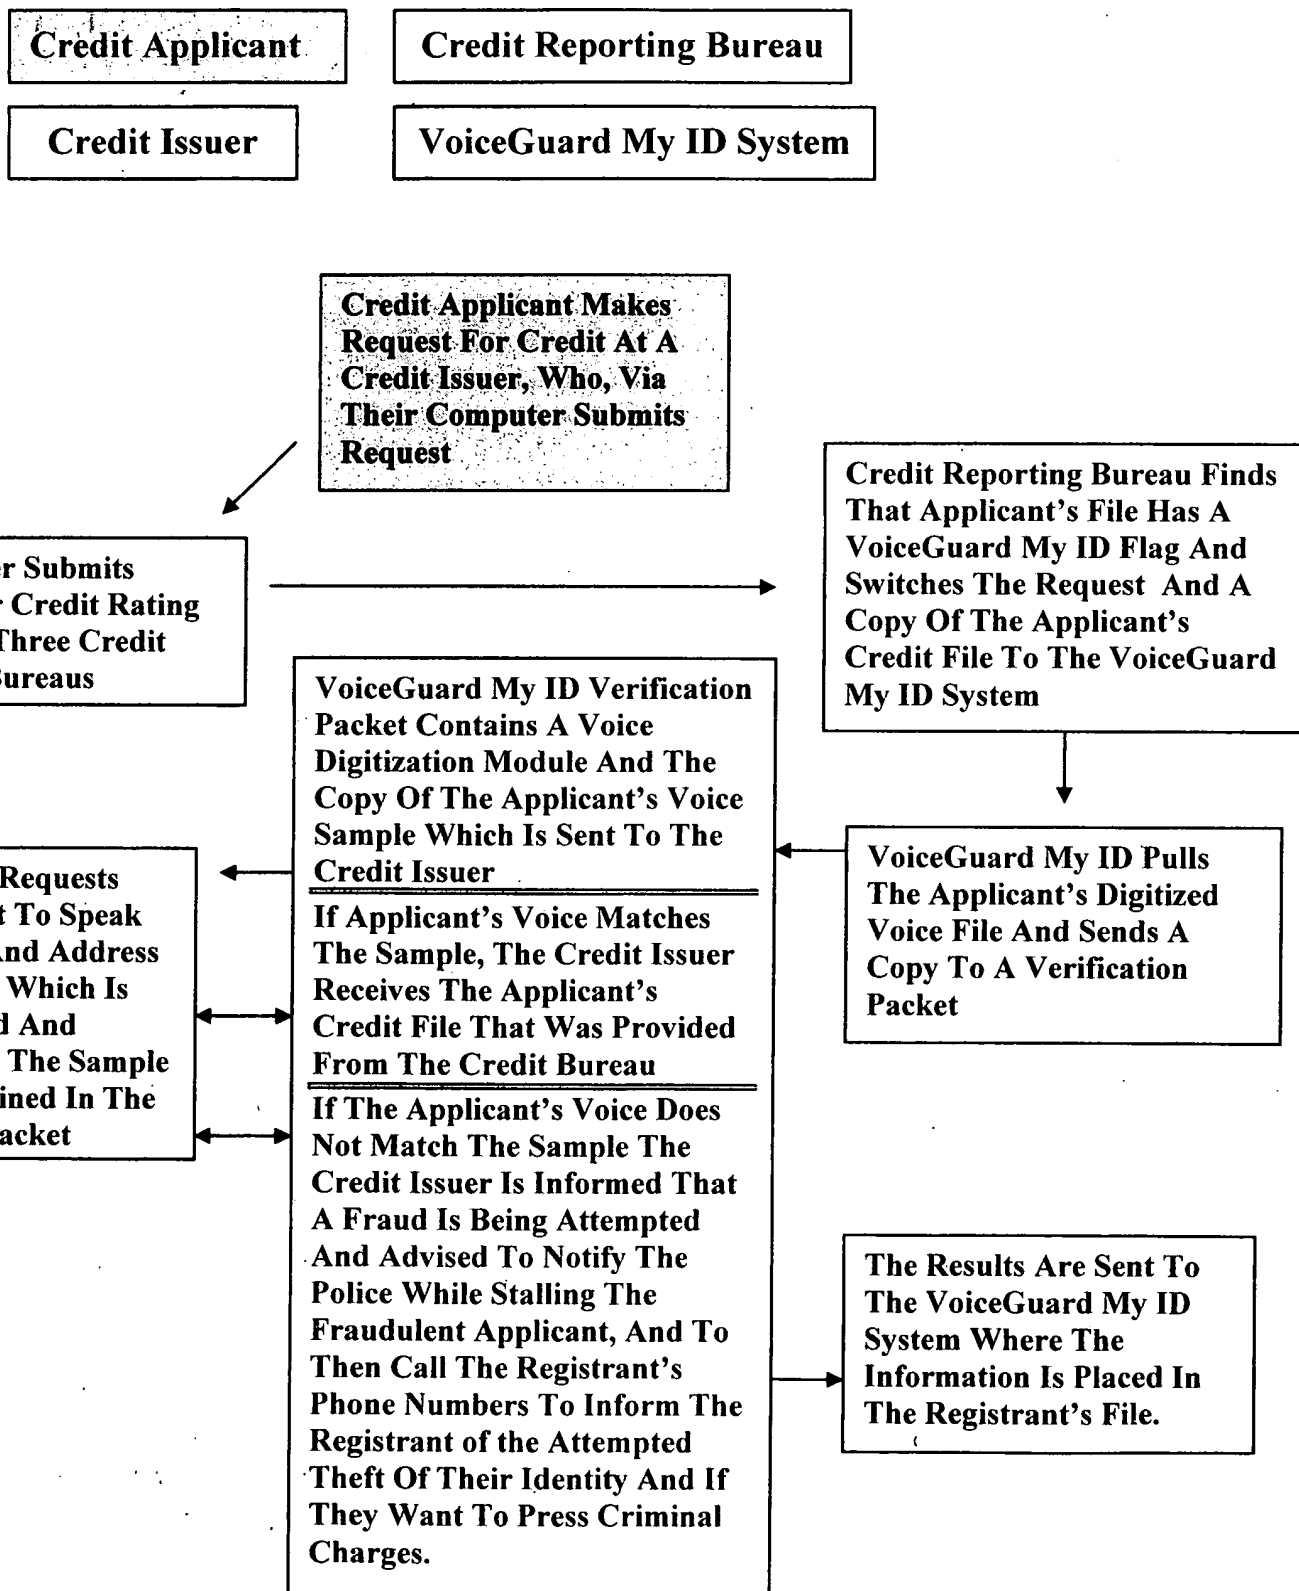 Credit Applicant
Credit Reporting Bureau
Credit Issuer
VoiceGuard My ID System
Credit Applicant Makes
Request For Credit At A
Credit Issuer, Who, Via
Their Computer Submits
Request
Submits
Credit Rating
Three Credit
Bureaus
Credit Reporting Bureau Finds
That Applicant's File Has A
VoiceGuard My ID Flag And
Switches The Request And A
Copy Of The Applicant's
Credit File To The VoiceGuard
My ID System
VoiceGuard My ID Pulls
The Applicant's Digitized
Voice File And Sends A
Copy To A Verification
Packet
VoiceGuard My ID Verification
Packet Contains A Voice
Digitization Module And The
Copy Of The Applicant's Voice
Sample Which Is Sent To The
Credit Issuer
If Applicant's Voice Matches
The Sample, The Credit Issuer
Receives The Applicant's
Credit File That Was Provided
From The Credit Bureau
If The Applicant's Voice Does
Not Match The Sample The
Credit Issuer Is Informed That
A Fraud Is Being Attempted
And Advised To Notify The
Police While Stalling The
Fraudulent Applicant, And To
Then Call The Registrant's
Phone Numbers To Inform The
Registrant of the Attempted
Theft Of Their Identity And If
They Want To Press Criminal
Charges.
Requests
To Speak
And Address
Which Is
And
The Sample
In The
Packet
The Results Are Sent To
The VoiceGuard My ID
System Where The
Information Is Placed In
The Registrant's File.